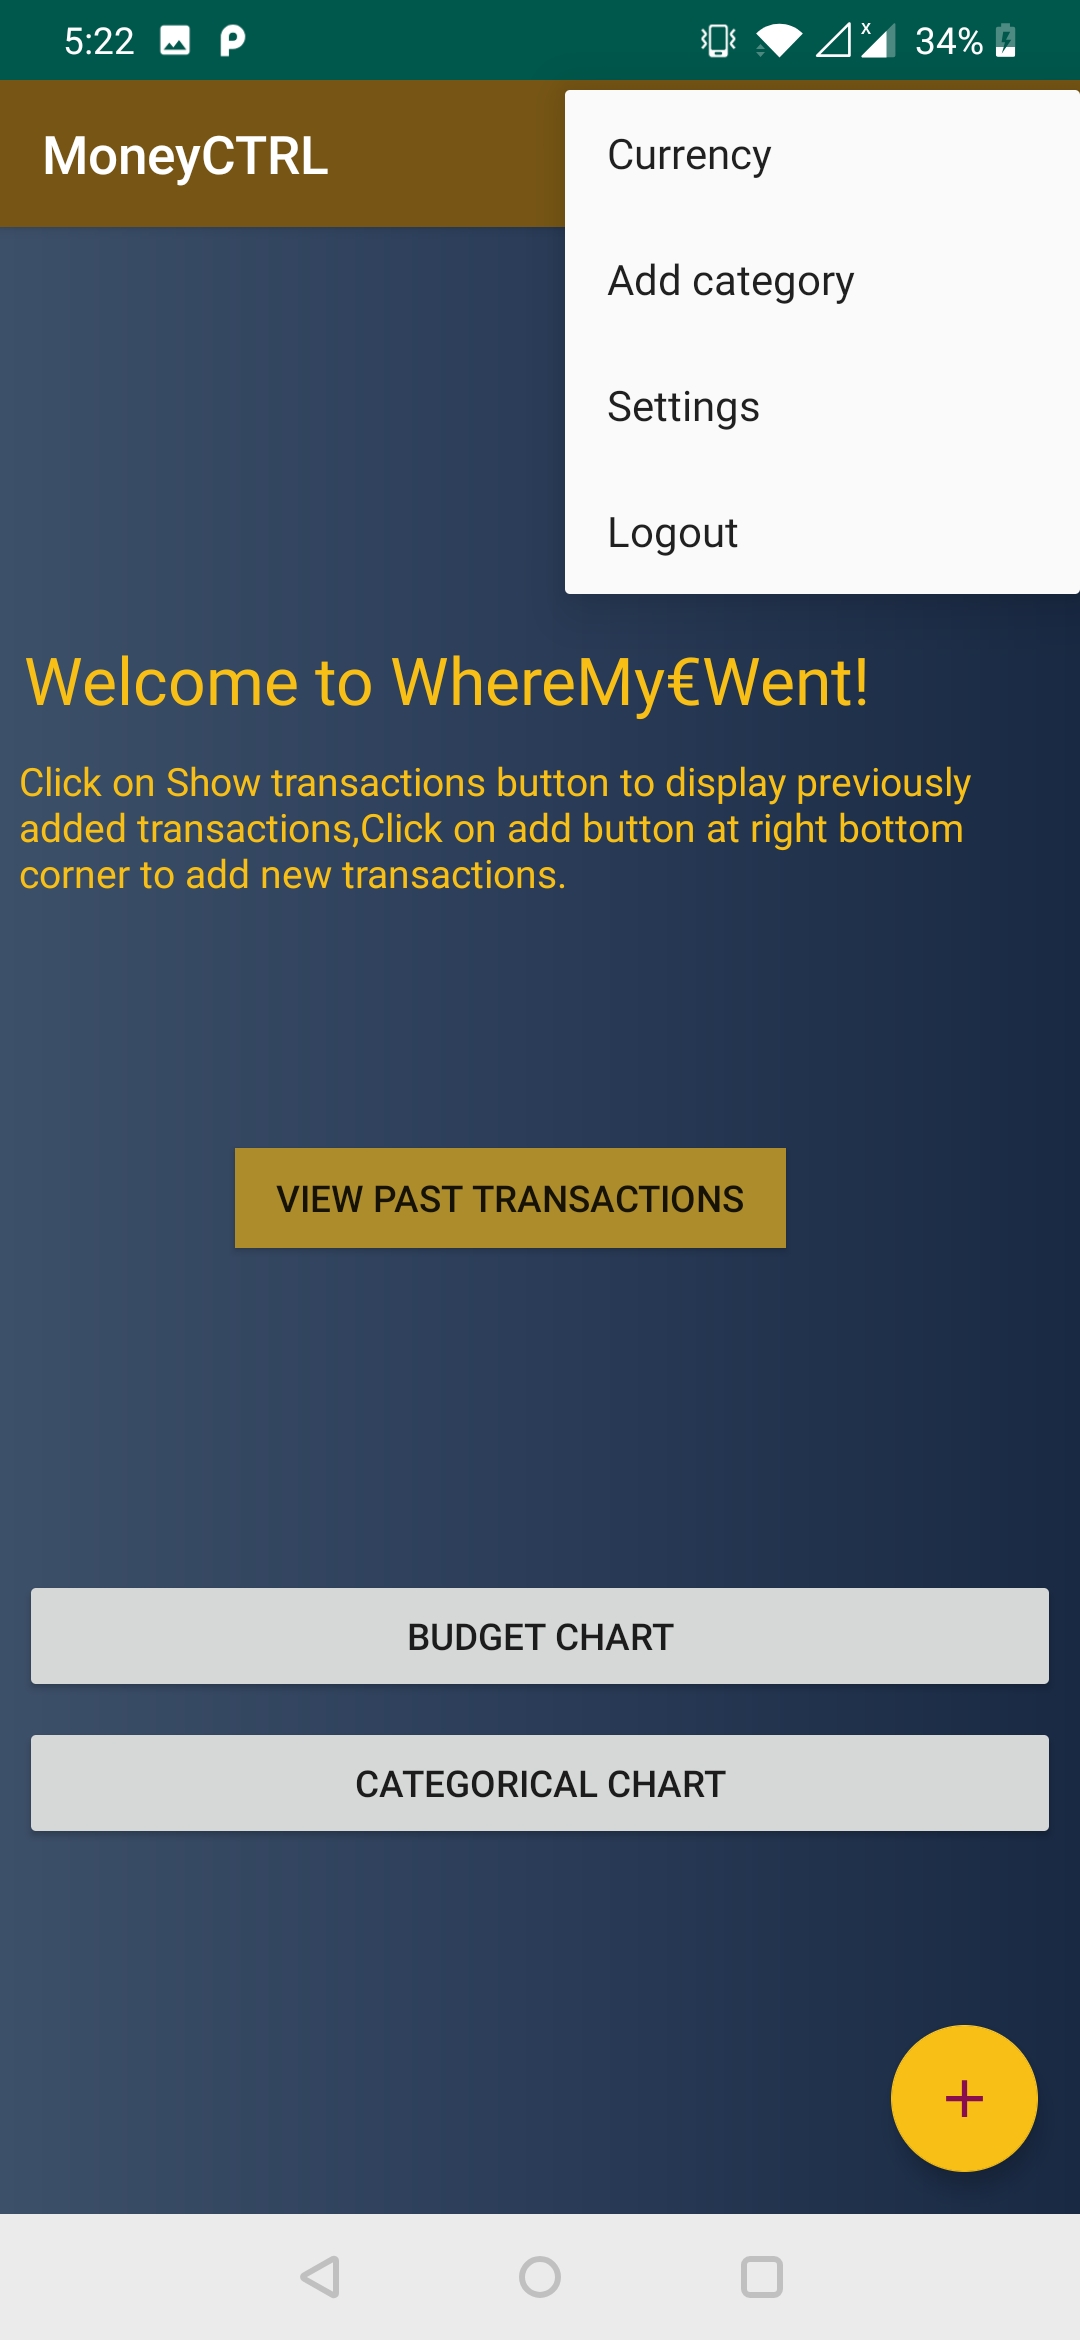 5:22
x
34%
MoneyCTRL
Currency
Add category
Settings
Logout
Welcome to WhereMy€Went!
Click on Show transactions button to display previously
added transactions,Click on add button at right bottom
corner to add new transactions.
VIEW PAST TRANSACTIONS
BUDGET CHART
CATEGORICAL CHART